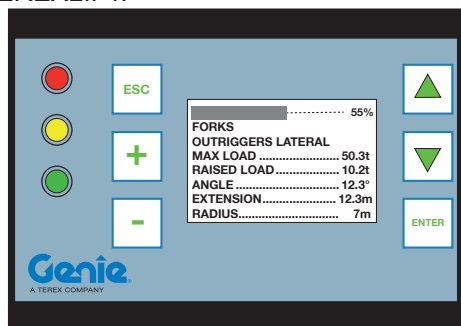 ESC
+
-
55%
FORKS
OUTRIGGERS LATERAL
MAX LOAD .................... 50.3t
RAISED LOAD............... 10.2t
ANGLE ......................... 12.3°
EXTENSION.................. 12.3m
RADIUS............................ 7m
ENTER
Genie
A TEREX COMPANY